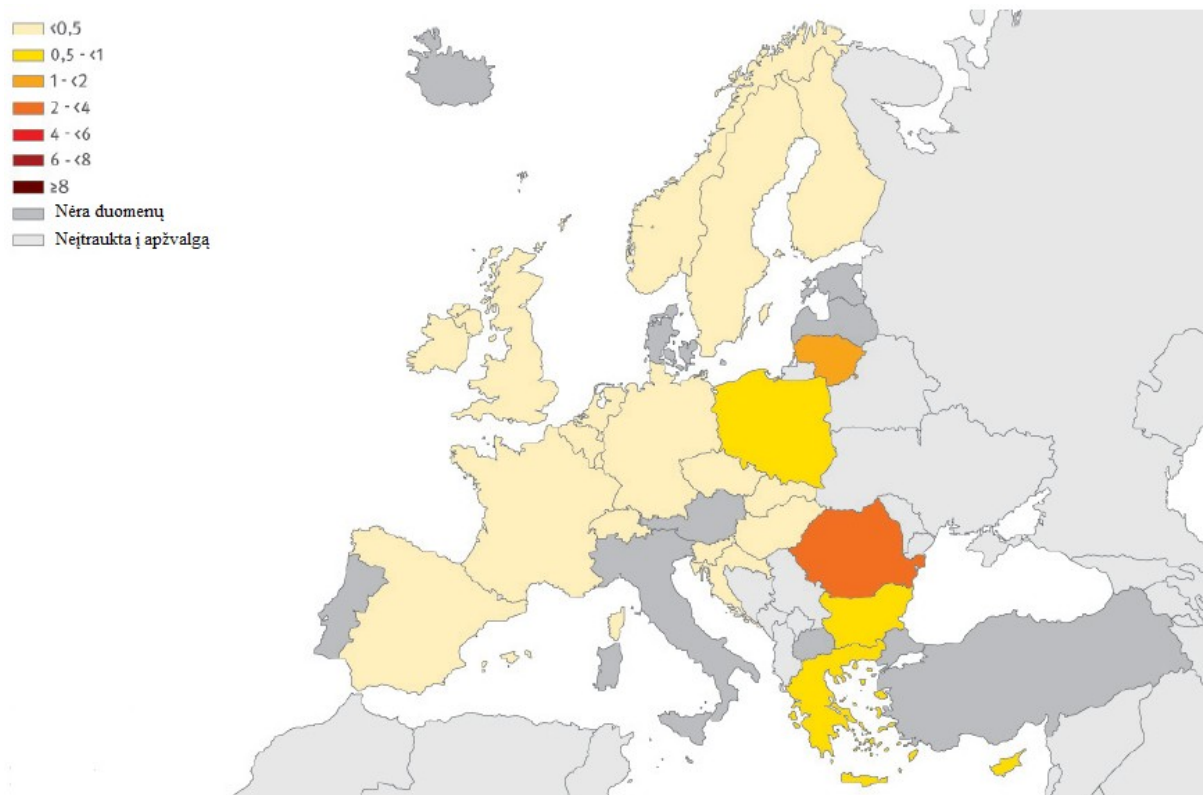 <0,5
0,5 - <1
1 - <2
2 - <4
4 - <6
6 - <8
≥8
Nėra duomenų
Neįtraukta į apžvalgą